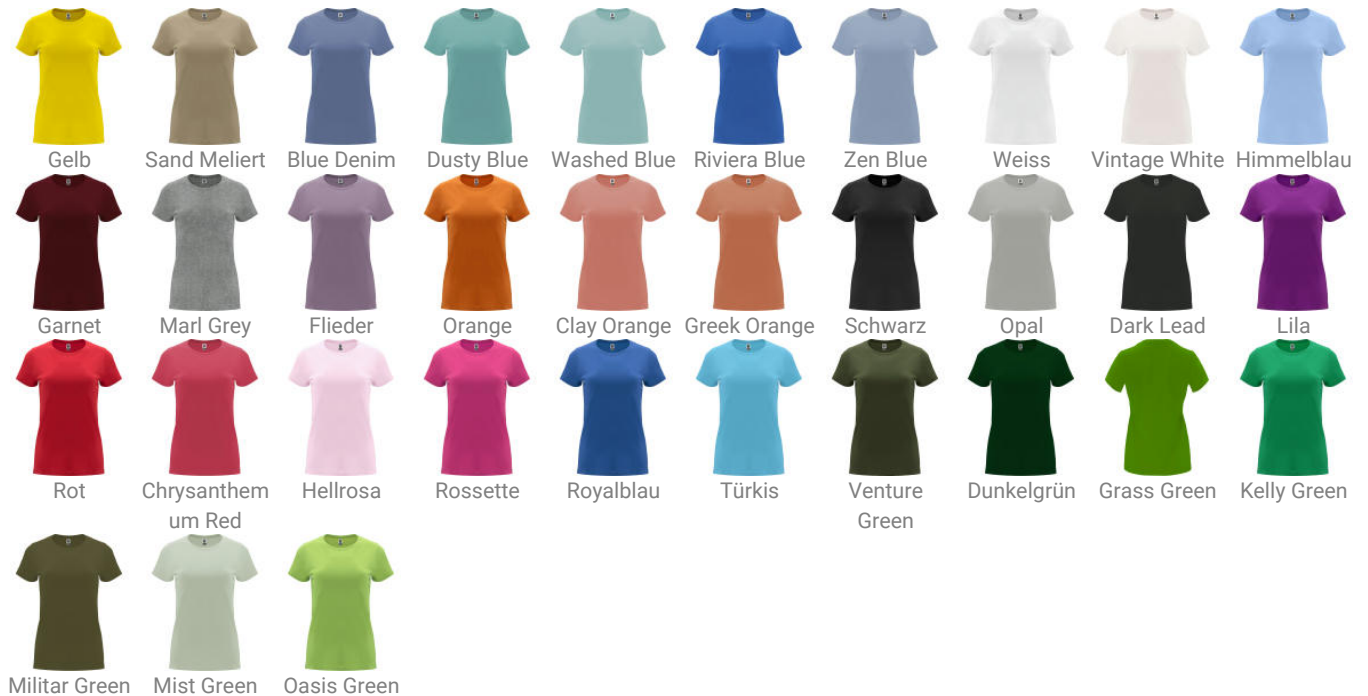 Gelb Sand Meliert Blue Denim Dusty Blue Washed Blue Riviera Blue Zen Blue Weiss Vintage White Himmelblau
Garnet Marl Grey Flieder Orange Clay Orange Greek Orange Schwarz Opal Dark Lead Lila
Rot Chrysanthem Hellrosa Rossette Royalblau Türkis Venture Dunkelgrün Grass Green Kelly Green
um Red Green
Militar Green Mist Green Oasis Green